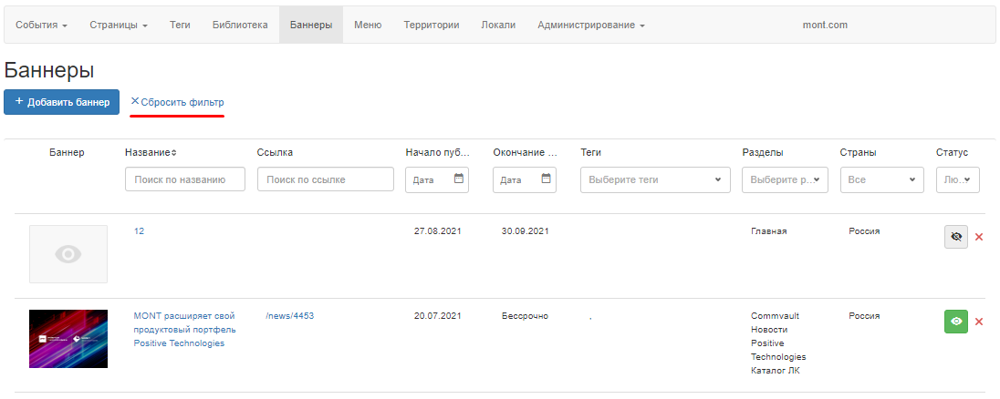 События Страницы Теги Библиотека Баннеры Меню Территории Локали Администрирование mont.com
Баннеры
+ Добавить баннер ×Сбросить фильтр
Баннер Название Ссылка Начало пуб... Окончание ... Теги Разделы Страны Статус
Поиск по названию Поиск по ссылке Дата Дата Выберите теги Выберите р... Все Лю...
12 27.08.2021 30.09.2021 Главная Россия
MONT расширяет свой /news/4453 20.07.2021 Бессрочно , Commvault Россия
продуктовый портфель Новости
Positive Technologies Positive
Technologies
Каталог ЛК